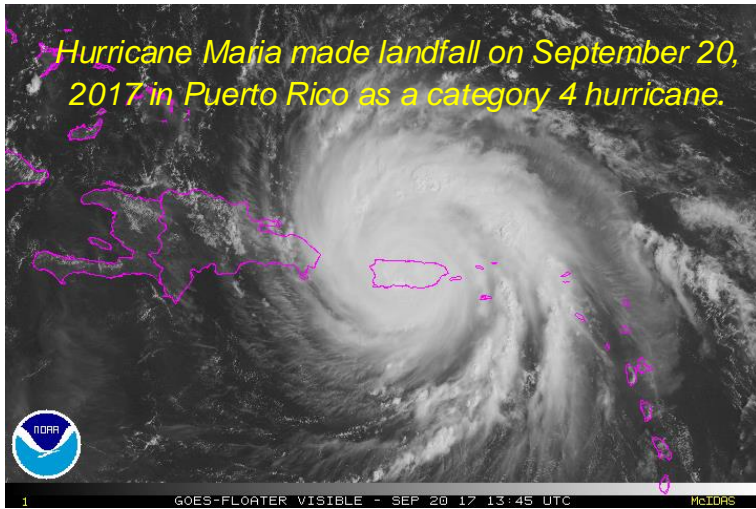 Hurricane Maria made landfall on September 20,
2017 in Puerto Rico as a category 4 hurricane.
NOAA
1 GOES-FLOATER VISIBLE - SEP 20 17 13:45 UTC McIDAS